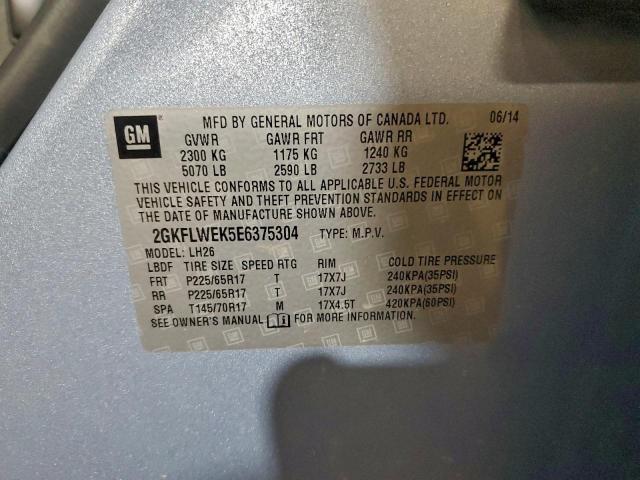 GM
MFD BY GENERAL MOTORS OF CANADA LTD. 06/14
GVWR GAWR FRT GAWR RR
2300 KG 1175 KG 1240 KG
5070 LB 2590 LB 2733 LB
THIS VEHICLE CONFORMS TO ALL APPLICABLE U.S. FEDERAL MOTOR
VEHICLE SAFETY AND THEFT PREVENTION STANDARDS IN EFFECT ON
THE DATE OF MANUFACTURE SHOWN ABOVE.
2GKFLWEK5E6375304 TYPE: M.P.V.
MODEL: LH26
LBDF TIRE SIZE SPEED RTG RIM COLD TIRE PRESSURE
FRT P225/65R17 T 17X7J 240KPA(35PSI)
RR P225/65R17 T 17X7J 240KPA(35PSI)
SPA T145/70R17 M 17X4.5T 420KPA(60PSI)
SEE OWNER'S MANUAL FOR MORE INFORMATION.